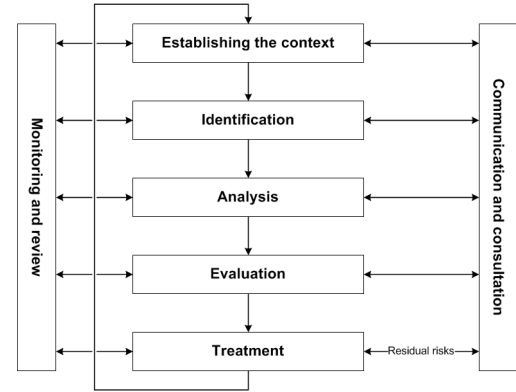 Establishing the context
Monitoring and review
Communication and consultation
Identification
Analysis
Evaluation
Treatment
Residual risks